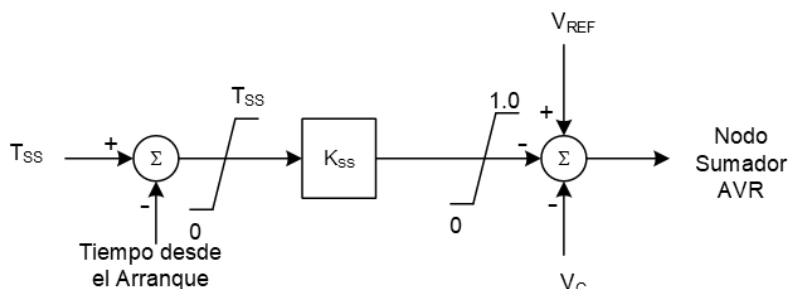 V_REF
T_SS
1.0
+
+
T_SS
Σ
K_SS
-
Σ
Nodo
Sumador
AVR
-
0
0
-
Tiempo desde
el Arranque
V_C